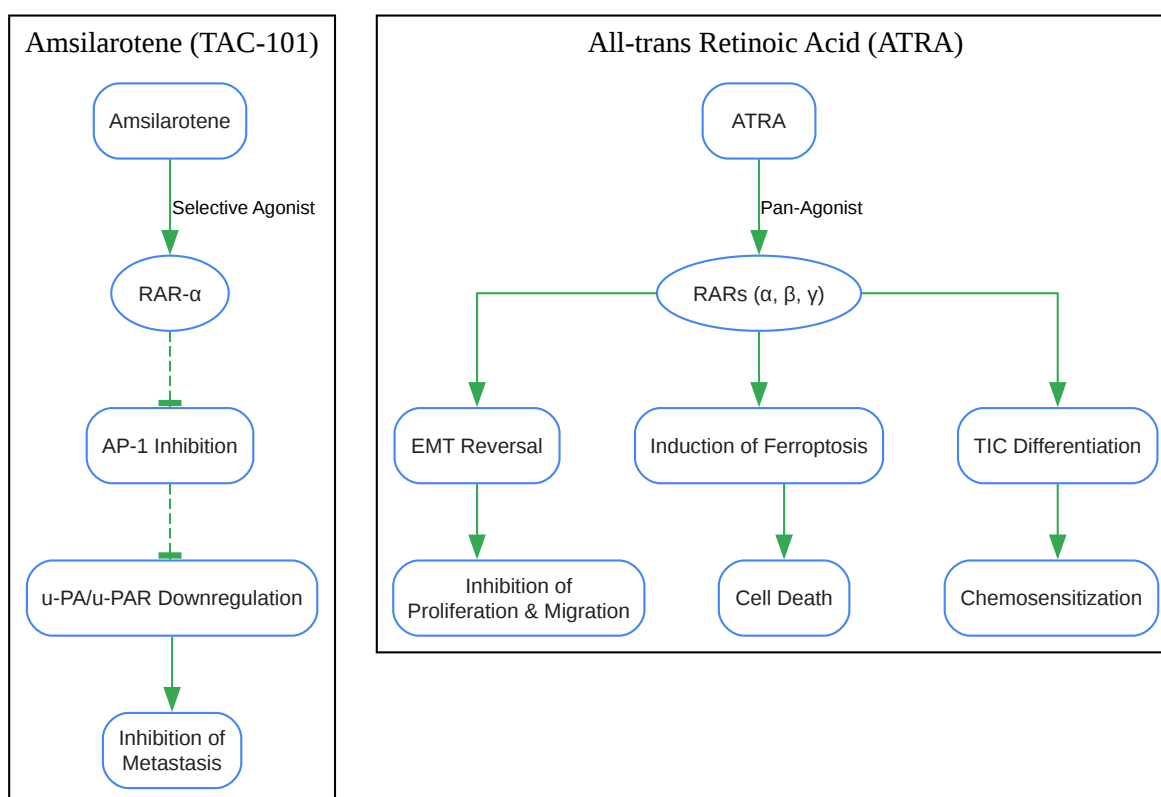 Amsilarotene (TAC-101)
Amsilarotene
Selective Agonist
RAR-α
AP-1 Inhibition
u-PA/u-PAR Downregulation
Inhibition of
Metastasis
All-trans Retinoic Acid (ATRA)
ATRA
Pan-Agonist
RARs (α, β, γ)
EMT Reversal
Induction of Ferroptosis
TIC Differentiation
Inhibition of
Proliferation & Migration
Cell Death
Chemosensitization